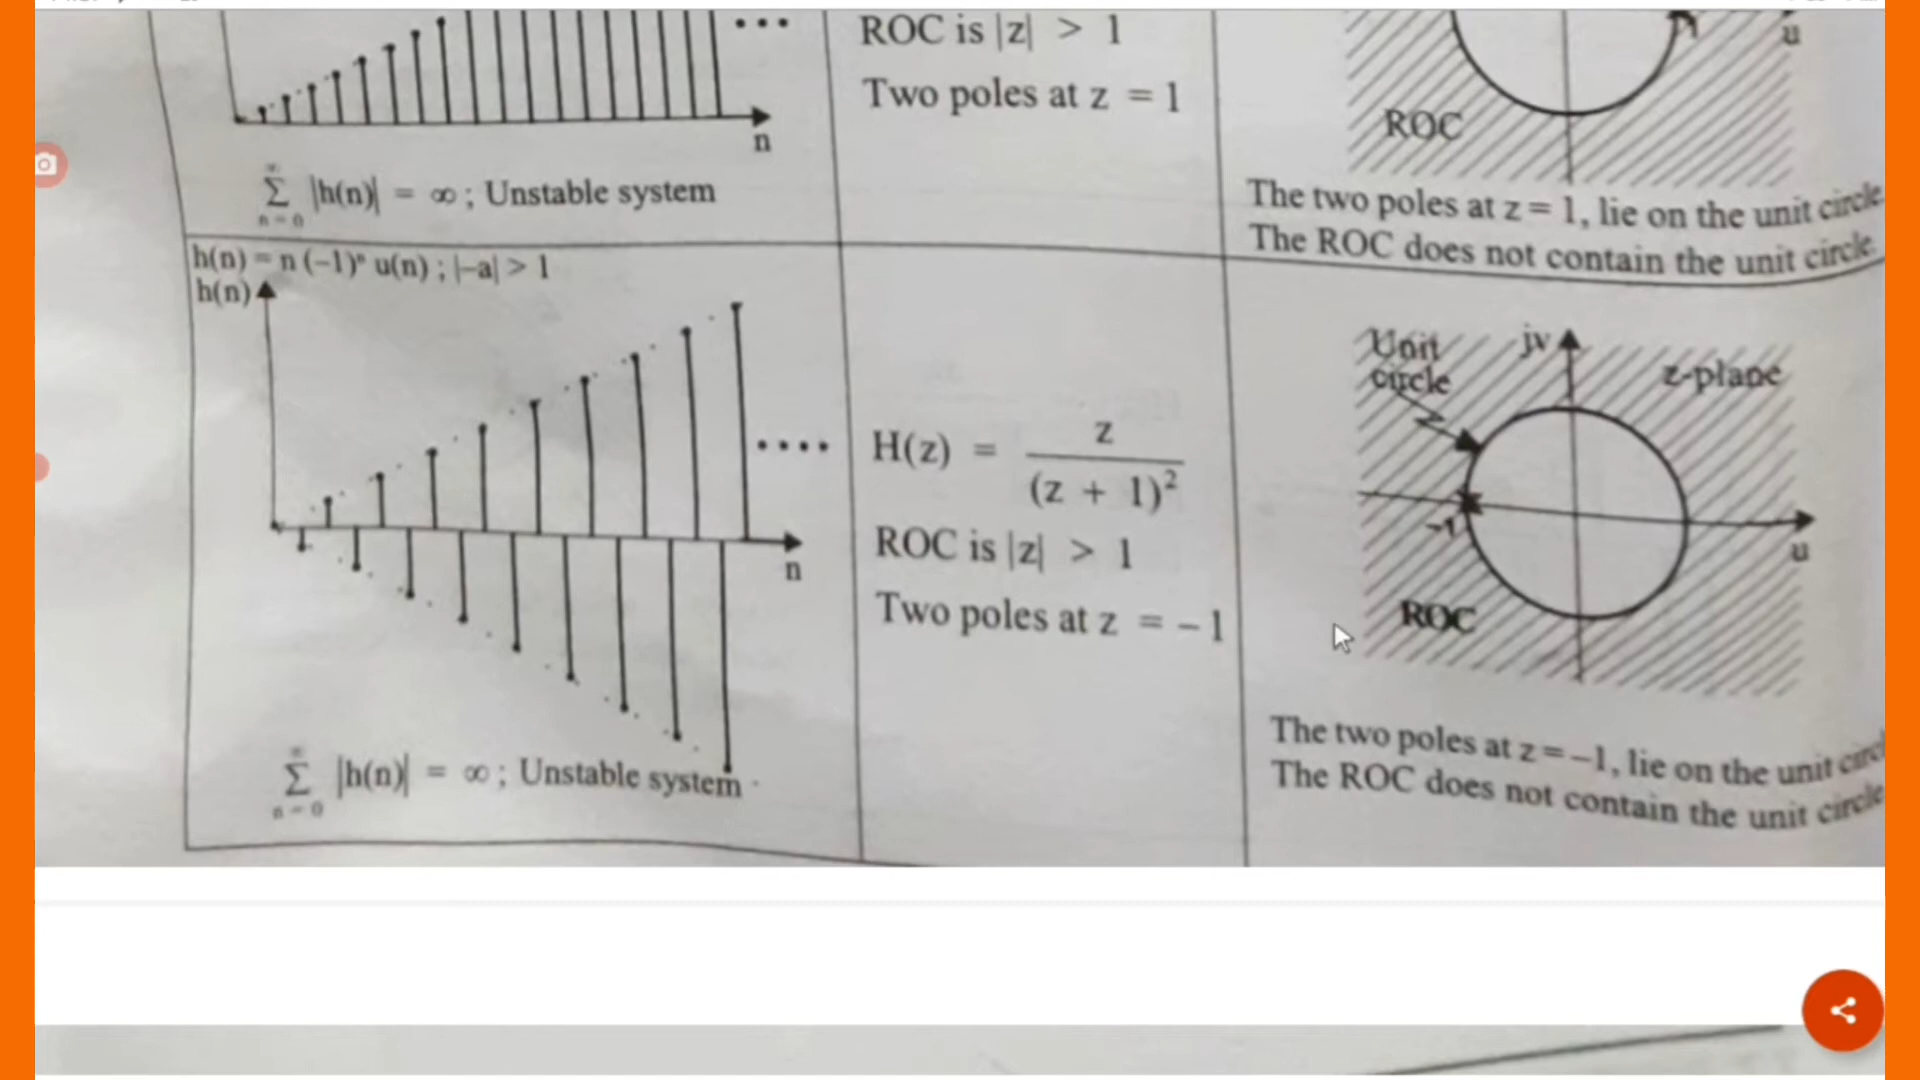 ROC is |z| > 1
Two poles at z = 1
ROC
u
n
∞
Σ |h(n)| = ∞ ; Unstable system
n = 0
The two poles at z = 1, lie on the unit circle.
The ROC does not contain the unit circle.
h(n) = n (−1)ⁿ u(n) ; |−a| > 1
h(n)
n
∞
Σ |h(n)| = ∞ ; Unstable system
n = 0
H(z) = z / (z + 1)²
ROC is |z| > 1
Two poles at z = − 1
Unit circle
jv
z-plane
−1
u
ROC
The two poles at z = −1, lie on the unit circl
The ROC does not contain the unit circle